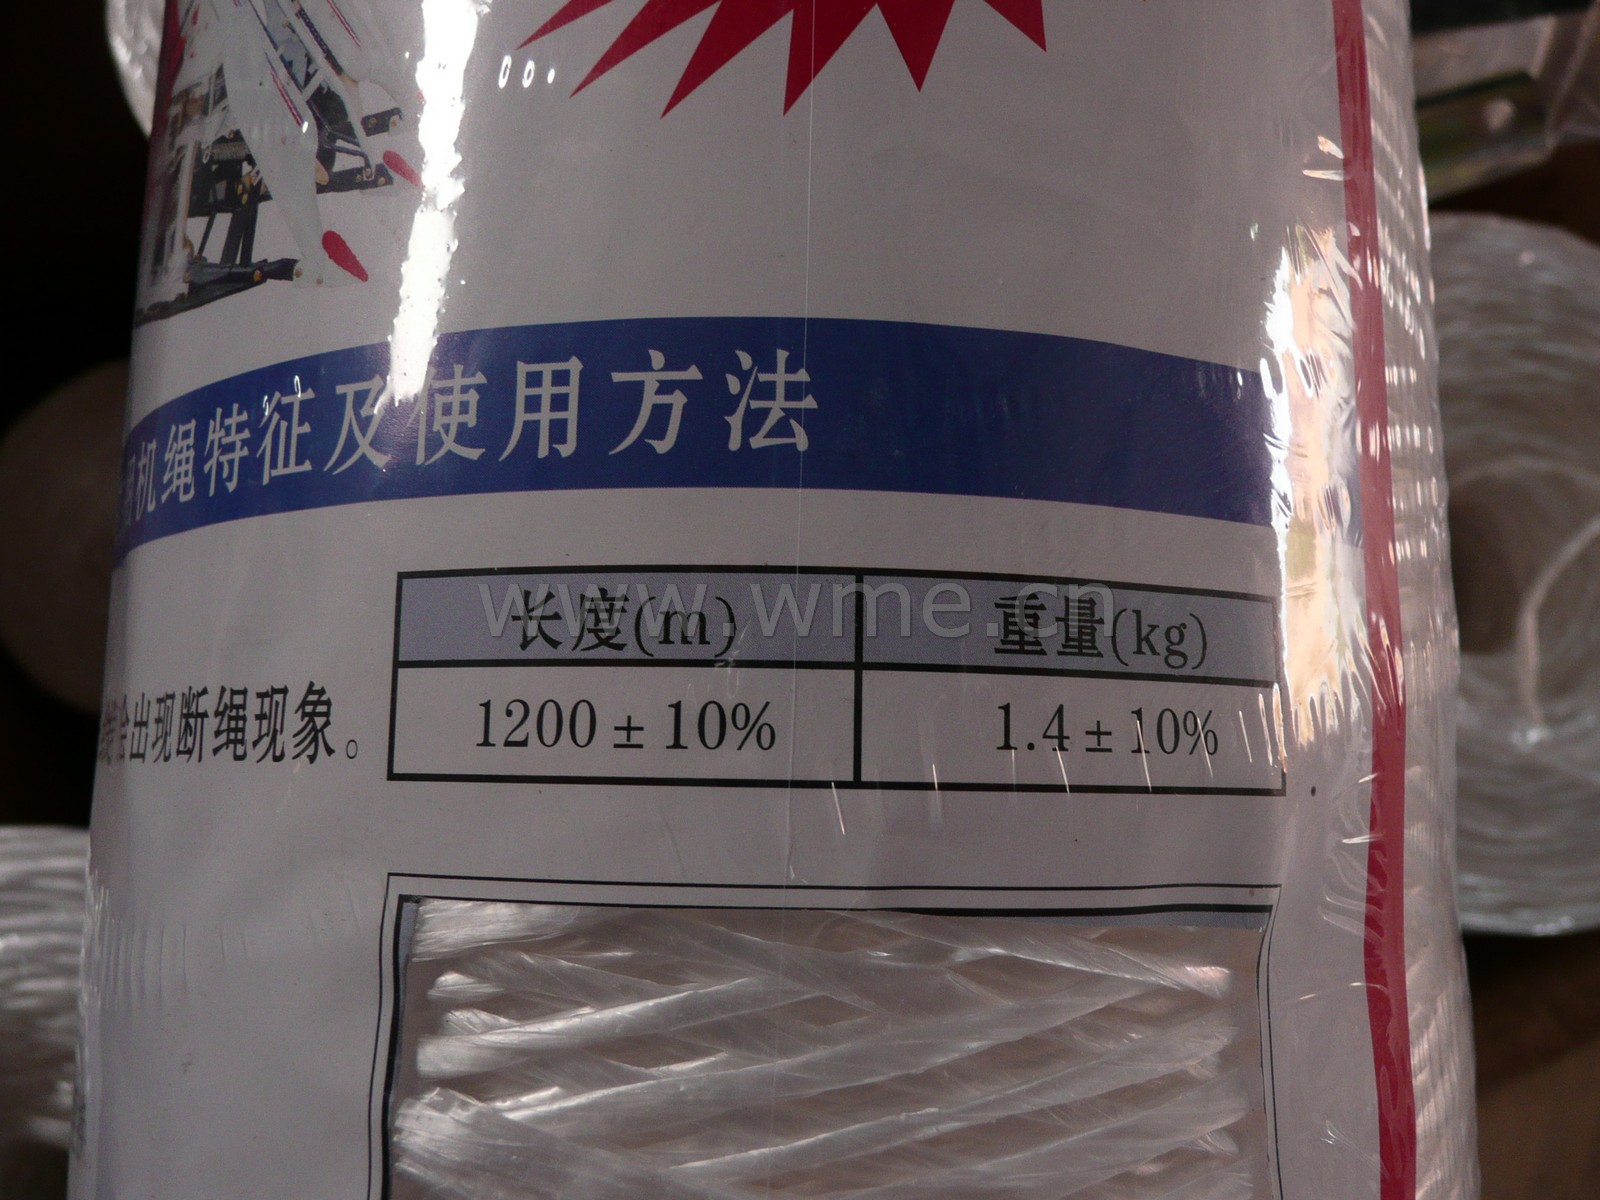 机绳特征及使用方法
www.wme.cn
长度(m) 重量(kg)
出现断绳现象。 1200±10% 1.4±10%